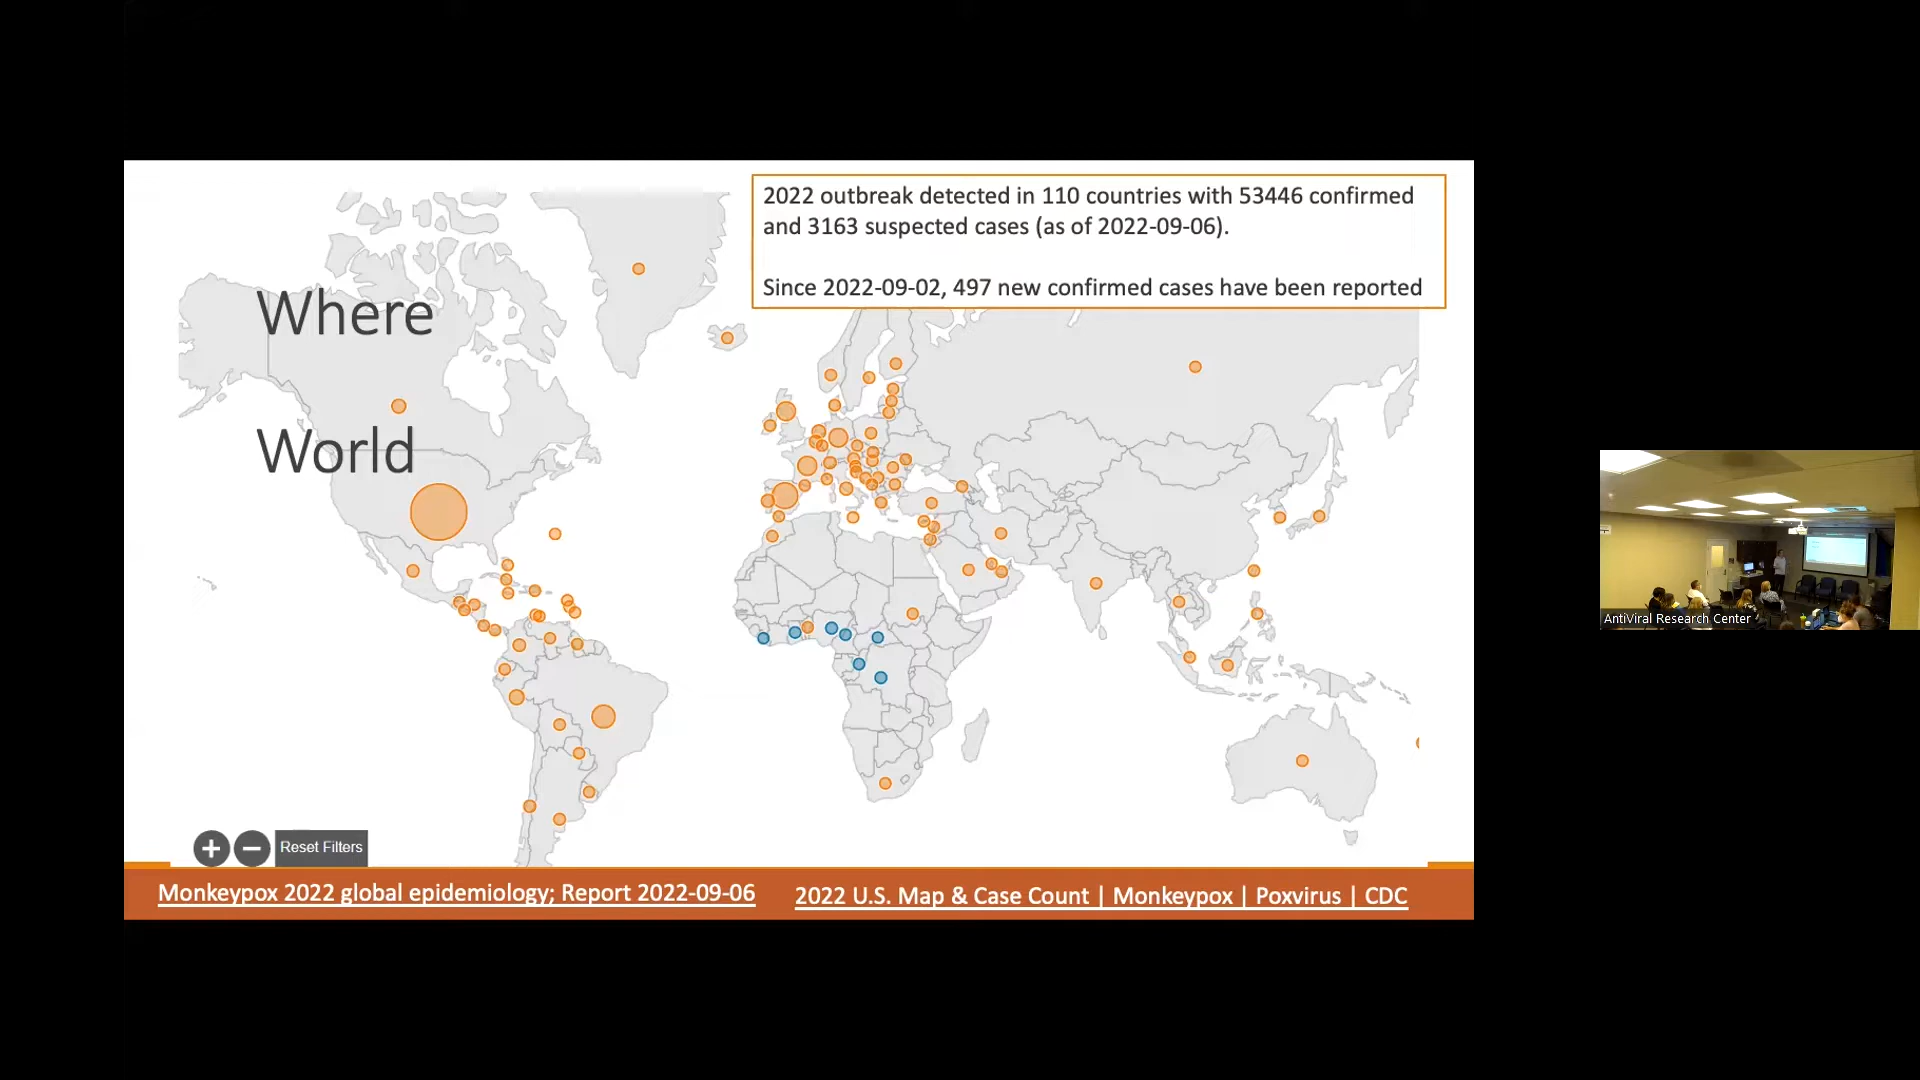 2022 outbreak detected in 110 countries with 53446 confirmed
and 3163 suspected cases (as of 2022-09-06).
Since 2022-09-02, 497 new confirmed cases have been reported
Where
World
AntiViral Research Center
+
−
Reset Filters
Monkeypox 2022 global epidemiology; Report 2022-09-06
2022 U.S. Map & Case Count | Monkeypox | Poxvirus | CDC